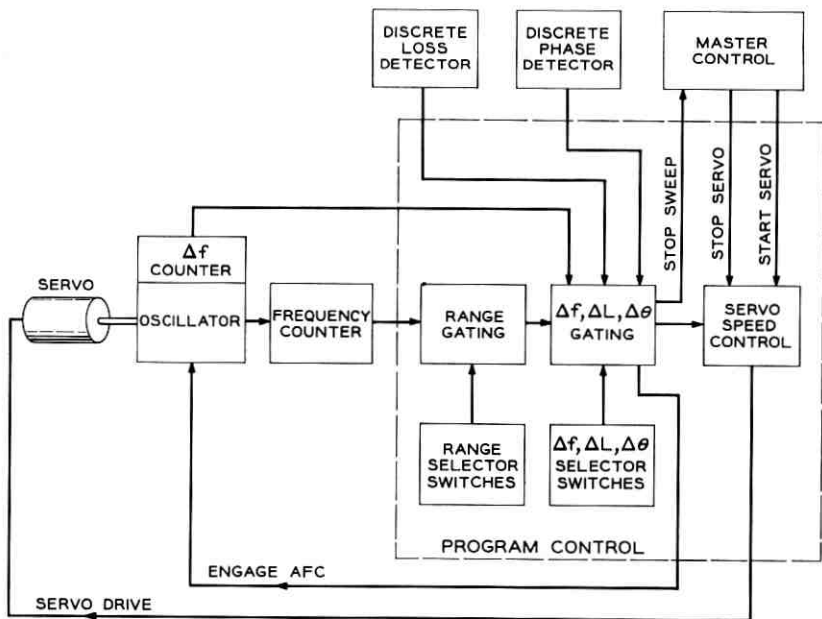 DISCRETE
LOSS
DETECTOR
DISCRETE
PHASE
DETECTOR
MASTER
CONTROL
STOP SWEEP
STOP SERVO
START SERVO
Δf
COUNTER
SERVO
OSCILLATOR
FREQUENCY
COUNTER
RANGE
GATING
Δf, ΔL, Δθ
GATING
SERVO
SPEED
CONTROL
RANGE
SELECTOR
SWITCHES
Δf, ΔL, Δθ
SELECTOR
SWITCHES
PROGRAM CONTROL
ENGAGE AFC
SERVO DRIVE